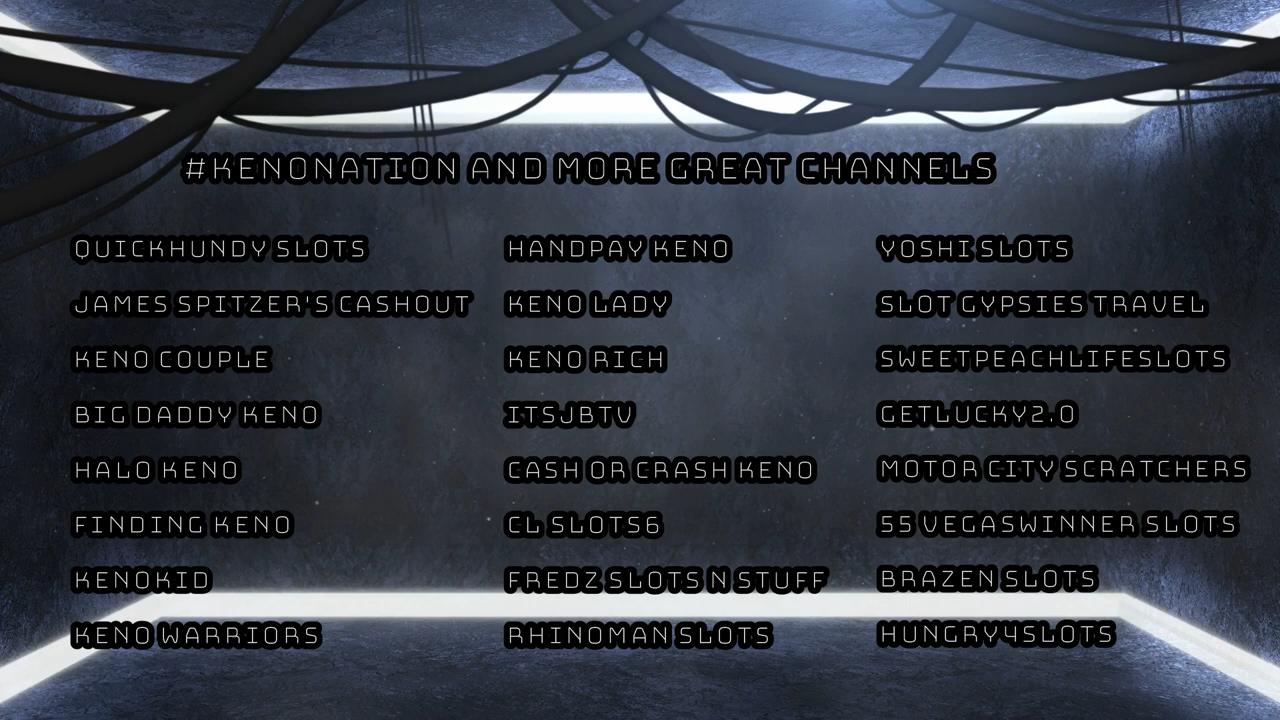 #KENONATION AND MORE GREAT CHANNELS
QUICKHUNDY SLOTS
JAMES SPITZER'S CASHOUT
KENO COUPLE
BIG DADDY KENO
HALO KENO
FINDING KENO
KENOKID
KENO WARRIORS
HANDPAY KENO
KENO LADY
KENO RICH
ITSJBTV
CASH OR CRASH KENO
CL SLOTS6
FREDZ SLOTS N STUFF
RHINOMAN SLOTS
YOSHI SLOTS
SLOT GYPSIES TRAVEL
SWEETPEACHLIFESLOTS
GETLUCKY2.0
MOTOR CITY SCRATCHERS
55 VEGASWINNER SLOTS
BRAZEN SLOTS
HUNGRY4SLOTS